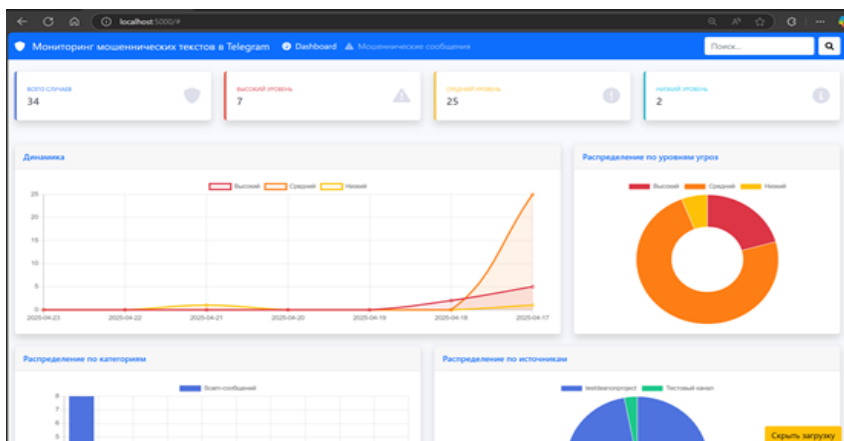 localhost:5000/#
Мониторинг мошеннических текстов в Telegram Dashboard Мошеннические сообщения Поиск...
ВСЕГО СЛУЧАЕВ
34
ВЫСОКИЙ УРОВЕНЬ
7
СРЕДНИЙ УРОВЕНЬ
25
НИЗКИЙ УРОВЕНЬ
2
Динамика
Высокий Средний Низкий
25
20
15
10
5
0
2025-04-23 2025-04-22 2025-04-21 2025-04-20 2025-04-19 2025-04-18 2025-04-17
Распределение по уровням угроз
Высокий Средний Низкий
Распределение по категориям
Scam-сообщений
8
7
6
5
Распределение по источникам
testdeanonproject Тестовый канал
Скрыть загрузку